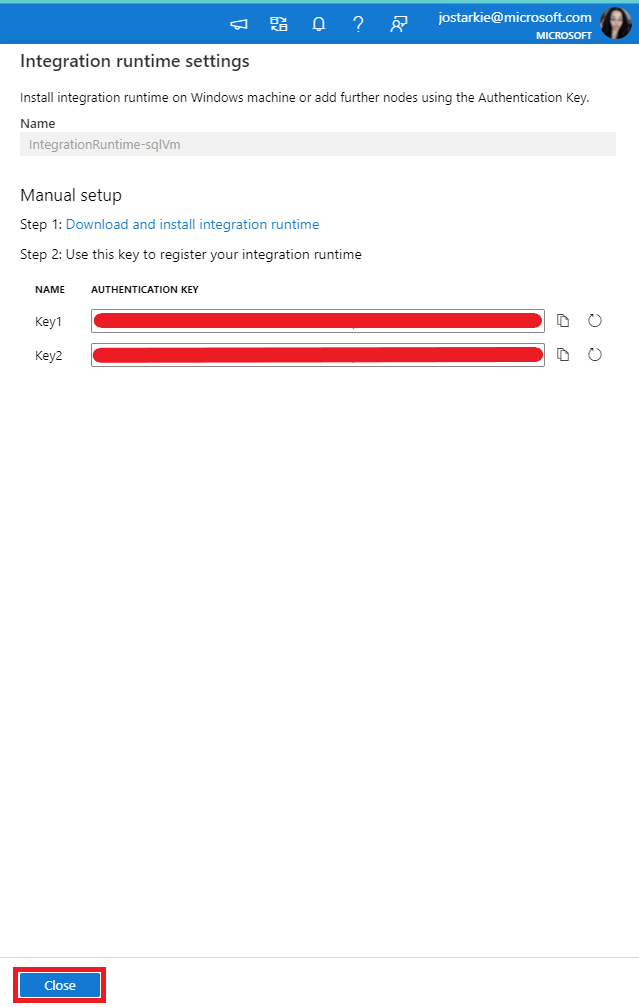 jostarkie@microsoft.com
MICROSOFT
Integration runtime settings
Install integration runtime on Windows machine or add further nodes using the Authentication Key.
Name
IntegrationRuntime-sqlVm
Manual setup
Step 1: Download and install integration runtime
Step 2: Use this key to register your integration runtime
NAME AUTHENTICATION KEY
Key1
Key2
Close